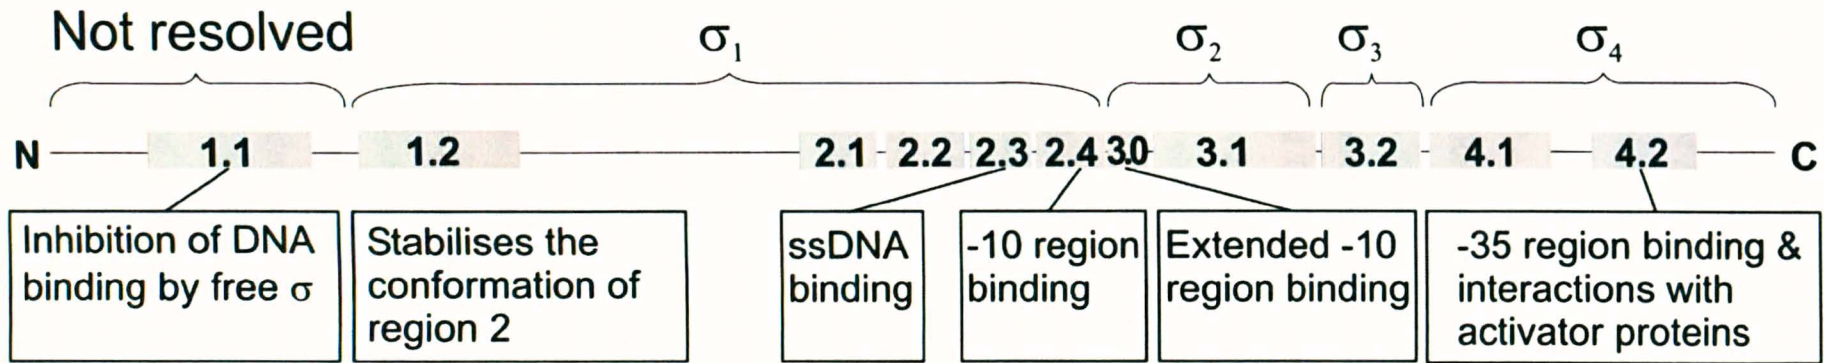 Not resolved σ₁ σ₂ σ₃ σ₄
N 1.1 1.2 2.1 2.2 2.3 2.4 3.0 3.1 3.2 4.1 4.2 C
Inhibition of DNA
binding by free σ
Stabilises the
conformation of
region 2
ssDNA
binding
-10 region
binding
Extended -10
region binding
-35 region binding &
interactions with
activator proteins